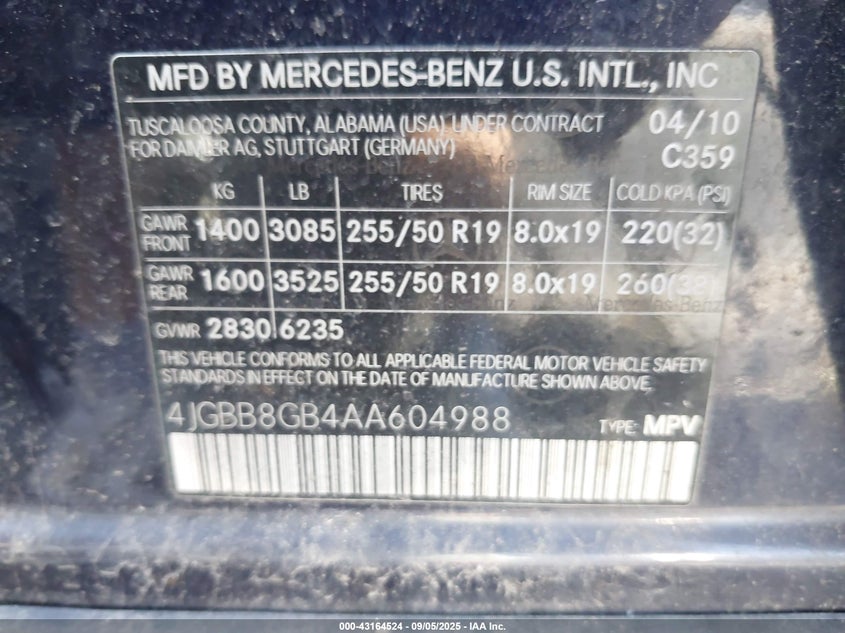 MFD BY MERCEDES-BENZ U.S. INTL., INC
TUSCALOOSA COUNTY, ALABAMA (USA) UNDER CONTRACT 04/10
FOR DAIMLER AG, STUTTGART (GERMANY) C359
KG LB TIRES RIM SIZE COLD KPA (PSI)
GAWR FRONT 1400 3085 255/50 R19 8.0x19 220(32)
GAWR REAR 1600 3525 255/50 R19 8.0x19 260(38)
GVWR 2830 6235
THIS VEHICLE CONFORMS TO ALL APPLICABLE FEDERAL MOTOR VEHICLE SAFETY
STANDARDS IN EFFECT ON THE DATE OF MANUFACTURE SHOWN ABOVE.
4JGBB8GB4AA604988 TYPE: MPV
000-43164524 - 09/05/2025 - IAA Inc.